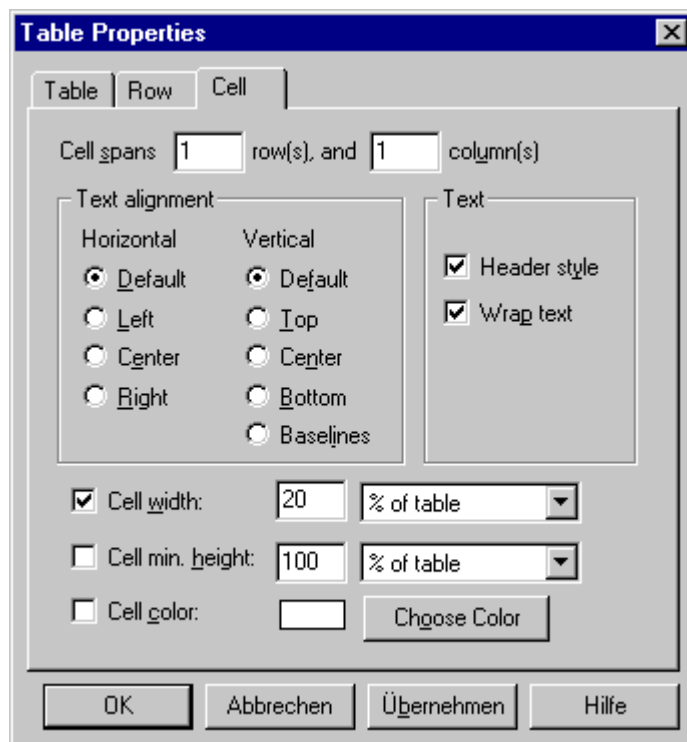 Table Properties
Table Row Cell
Cell spans 1 row(s), and 1 column(s)
Text alignment
Horizontal Vertical
Default Default
Left Top
Center Center
Right Bottom
Baselines
Text
Header style
Wrap text
Cell width: 20 % of table
Cell min. height: 100 % of table
Cell color: Choose Color
OK Abbrechen Übernehmen Hilfe